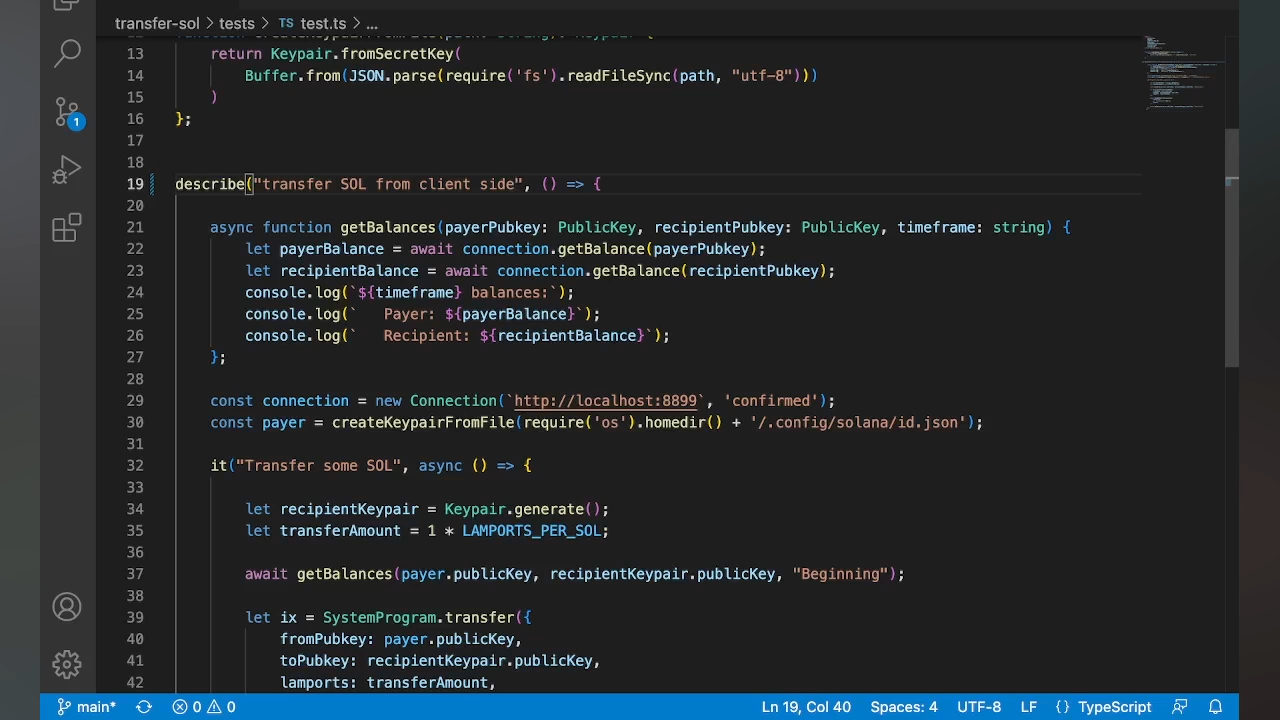 transfer-sol > tests > TS test.ts > ...
13 return Keypair.fromSecretKey(
14 Buffer.from(JSON.parse(require('fs').readFileSync(path, "utf-8")))
15 )
16 };
17
18
19 describe("transfer SOL from client side", () => {
20
21 async function getBalances(payerPubkey: PublicKey, recipientPubkey: PublicKey, timeframe: string) {
22 let payerBalance = await connection.getBalance(payerPubkey);
23 let recipientBalance = await connection.getBalance(recipientPubkey);
24 console.log(`${timeframe} balances:`);
25 console.log(`   Payer: ${payerBalance}`);
26 console.log(`   Recipient: ${recipientBalance}`);
27 };
28
29 const connection = new Connection(`http://localhost:8899`, 'confirmed');
30 const payer = createKeypairFromFile(require('os').homedir() + '/.config/solana/id.json');
31
32 it("Transfer some SOL", async () => {
33
34 let recipientKeypair = Keypair.generate();
35 let transferAmount = 1 * LAMPORTS_PER_SOL;
36
37 await getBalances(payer.publicKey, recipientKeypair.publicKey, "Beginning");
38
39 let ix = SystemProgram.transfer({
40 fromPubkey: payer.publicKey,
41 toPubkey: recipientKeypair.publicKey,
42 lamports: transferAmount,
1
main* 0 0 Ln 19, Col 40 Spaces: 4 UTF-8 LF {} TypeScript